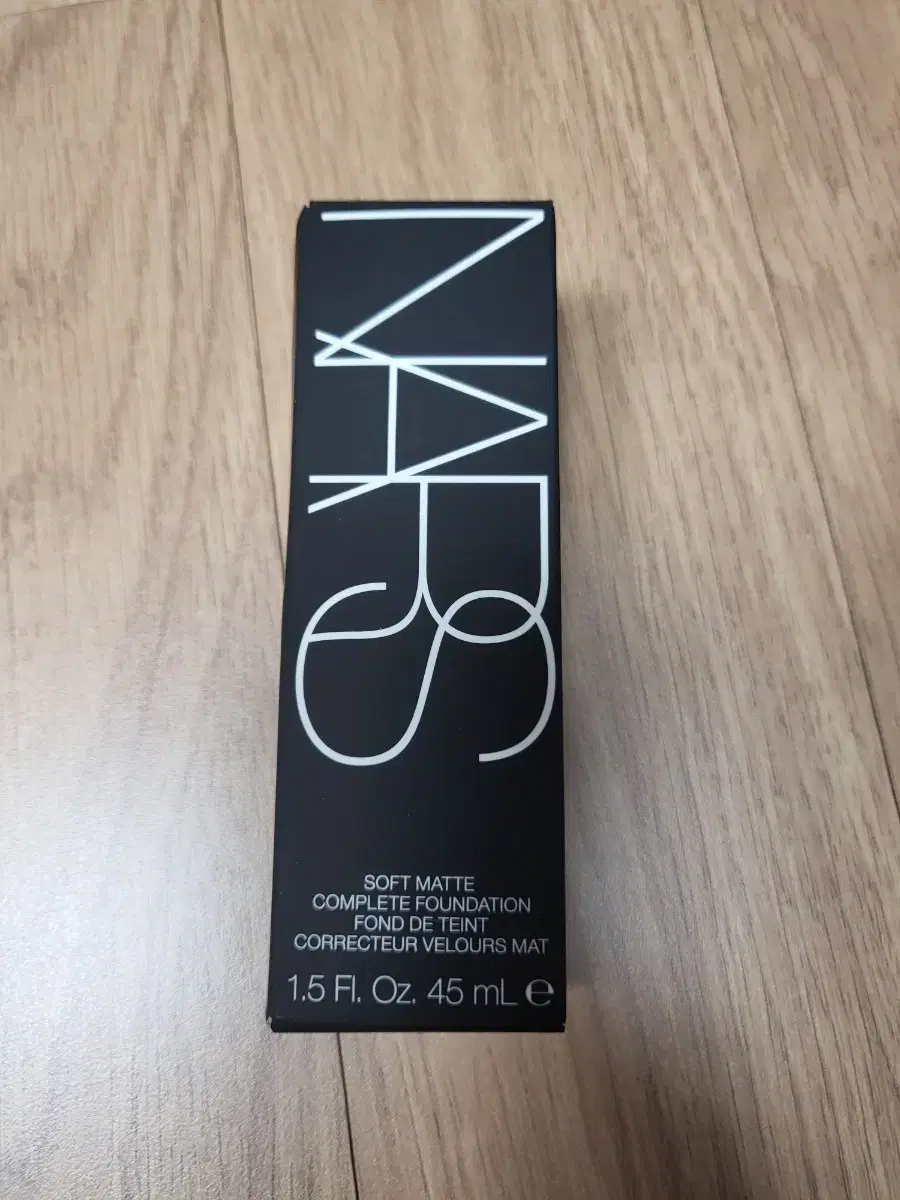 NARS
SOFT MATTE
COMPLETE FOUNDATION
FOND DE TEINT
CORRECTEUR VELOURS MAT
1.5 Fl. Oz. 45 mL ℮